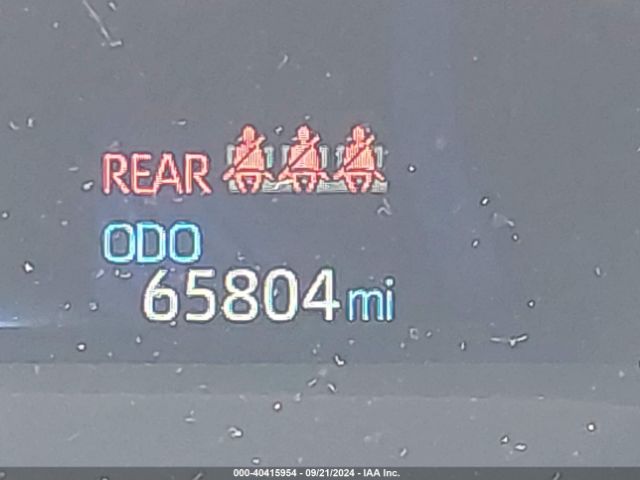 REAR
ODO
65804 mi
000-40415954 - 09/21/2024 - IAA Inc.